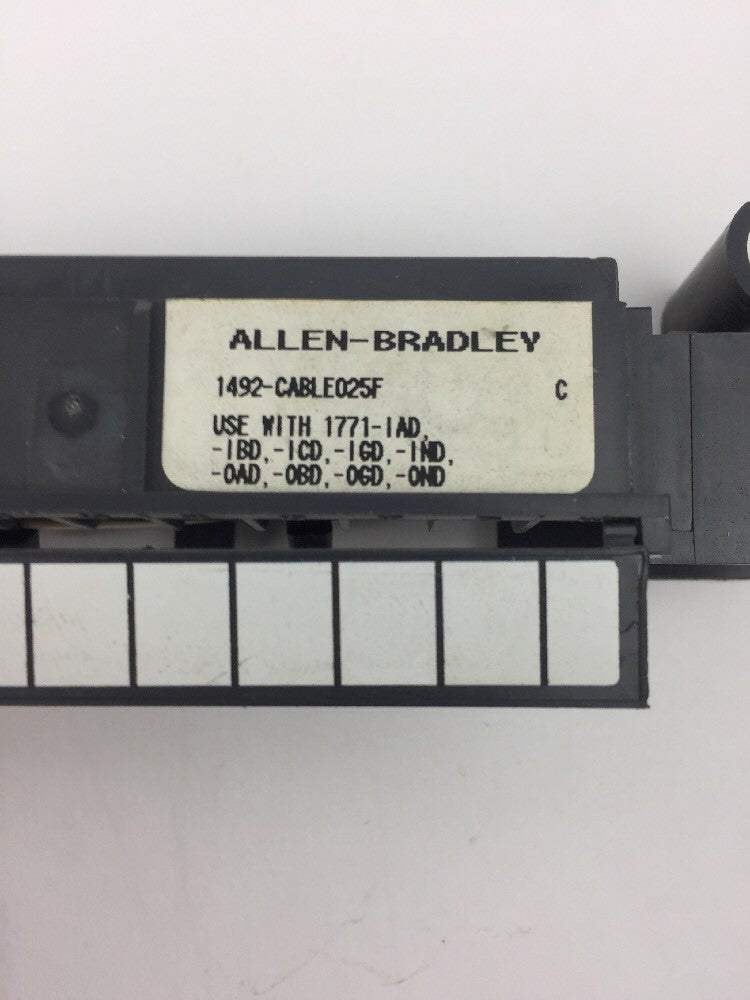 ALLEN-BRADLEY
1492-CABLE025F C
USE WITH 1771-IAD,
-IBD,-ICD,-IGD,-IND,
-OAD,-OBD,-OGD,-OND